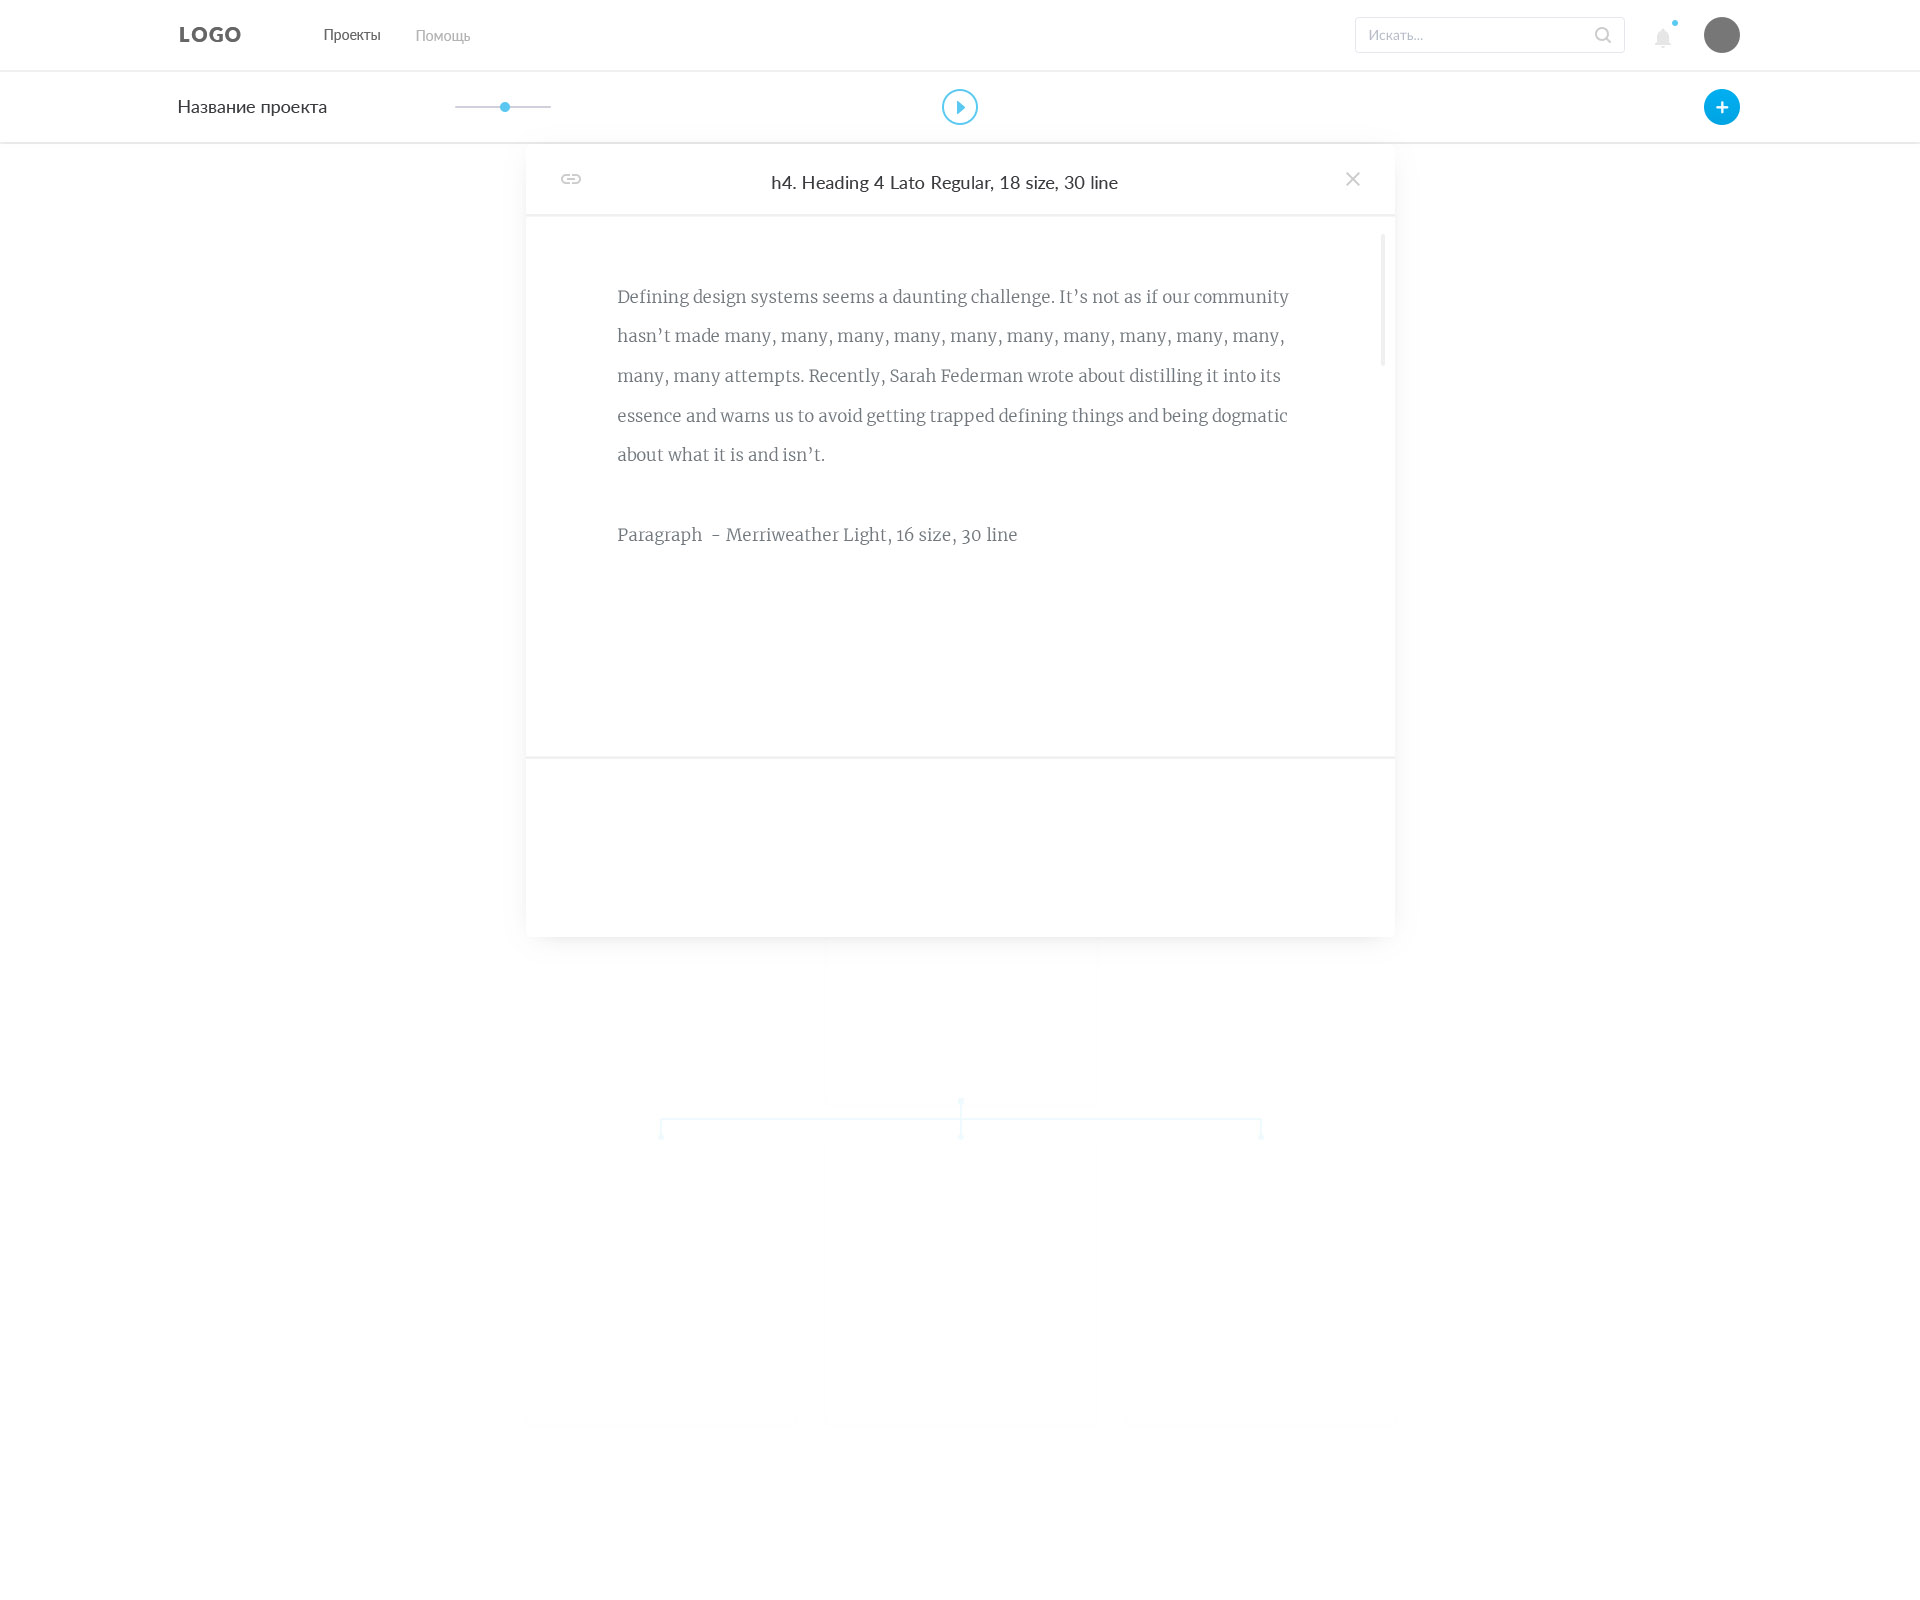 LOGO Проекты Помощь Искать...
Название проекта
h4. Heading 4 Lato Regular, 18 size, 30 line
Defining design systems seems a daunting challenge. It’s not as if our community
hasn’t made many, many, many, many, many, many, many, many, many, many,
many, many attempts. Recently, Sarah Federman wrote about distilling it into its
essence and warns us to avoid getting trapped defining things and being dogmatic
about what it is and isn’t.
Paragraph - Merriweather Light, 16 size, 30 line